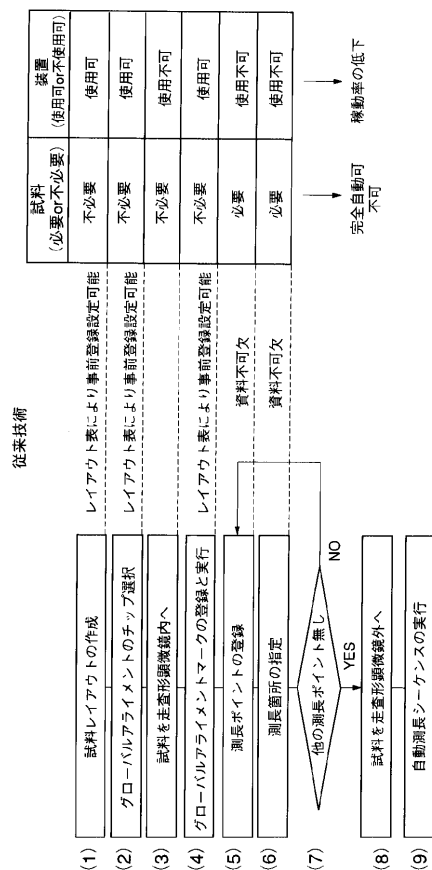 従来技術
試料
(必要or不必要)
装置
(使用可or不使用可)
(1)
試料レイアウトの作成
レイアウト表により事前登録設定可能
不必要
使用可
(2)
グローバルアライメントのチップ選択
レイアウト表により事前登録設定可能
不必要
使用可
(3)
試料を走査形顕微鏡内へ
不必要
使用不可
(4)
グローバルアライメントマークの登録と実行
レイアウト表により事前登録設定可能
不必要
使用可
(5)
測長ポイントの登録
資料不可欠
必要
使用不可
(6)
測長箇所の指定
資料不可欠
必要
使用不可
(7)
他の測長ポイント無し
NO
YES
完全自動可
不可
稼動率の低下
(8)
試料を走査形顕微鏡外へ
(9)
自動測長シーケンスの実行